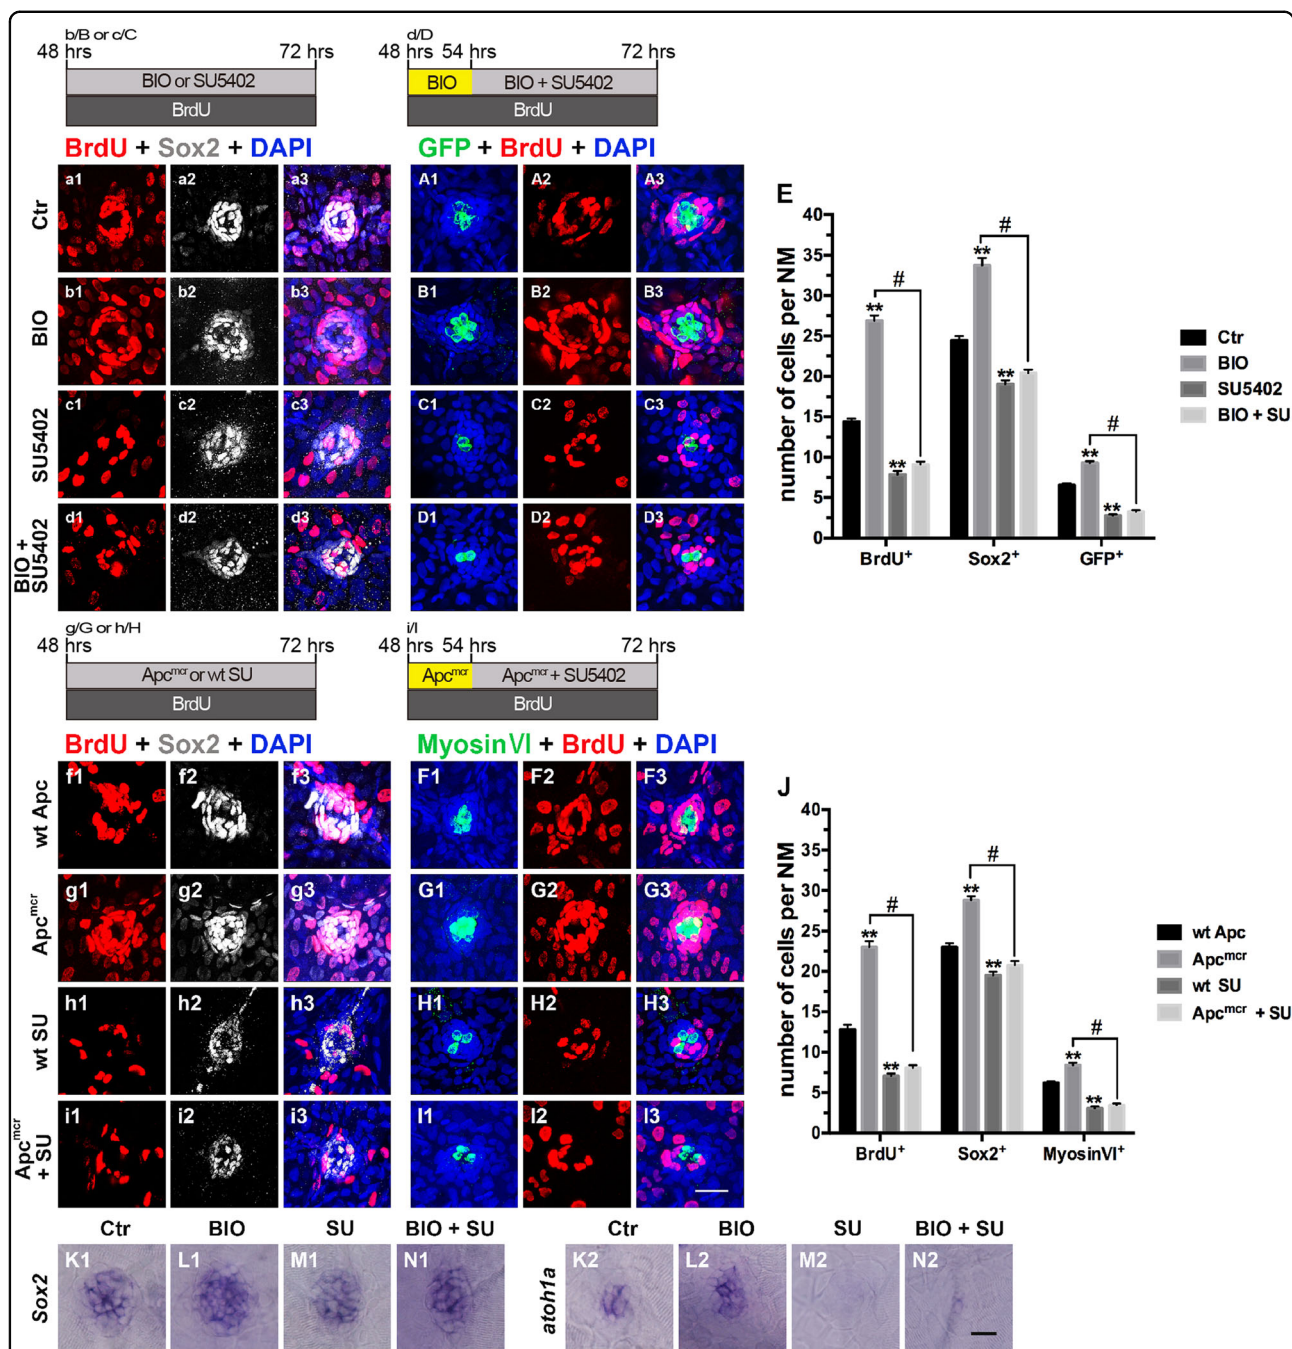 b/B or c/C
48 hrs 72 hrs
BIO or SU5402
BrdU
d/D
48 hrs 54 hrs 72 hrs
BIO BIO + SU5402
BrdU
BrdU + Sox2 + DAPI
GFP + BrdU + DAPI
Ctr
a1 a2 a3 A1 A2 A3
BIO
b1 b2 b3 B1 B2 B3
SU5402
c1 c2 c3 C1 C2 C3
BIO + SU5402
d1 d2 d3 D1 D2 D3
E
number of cells per NM
40
35
30
25
20
15
10
5
0
** # **
** # **
** # **
BrdU⁺ Sox2⁺ GFP⁺
Ctr
BIO
SU5402
BIO + SU
g/G or h/H
48 hrs 72 hrs
Apcᵐᶜʳ or wt SU
BrdU
i/I
48 hrs 54 hrs 72 hrs
Apcᵐᶜʳ Apcᵐᶜʳ + SU5402
BrdU
BrdU + Sox2 + DAPI
MyosinVI + BrdU + DAPI
wt Apc
f1 f2 f3 F1 F2 F3
Apcᵐᶜʳ
g1 g2 g3 G1 G2 G3
wt SU
h1 h2 h3 H1 H2 H3
Apcᵐᶜʳ + SU
i1 i2 i3 I1 I2 I3
J
number of cells per NM
40
35
30
25
20
15
10
5
0
** # **
** # **
** # **
BrdU⁺ Sox2⁺ MyosinVI⁺
wt Apc
Apcᵐᶜʳ
wt SU
Apcᵐᶜʳ + SU
Ctr BIO SU BIO + SU
Sox2
K1 L1 M1 N1
Ctr BIO SU BIO + SU
atoh1a
K2 L2 M2 N2